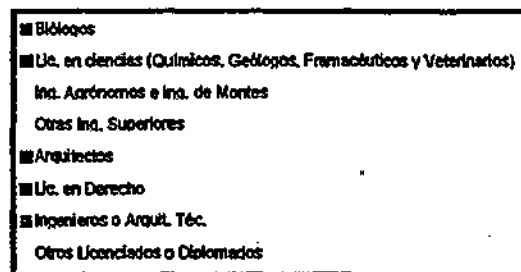 Biólogos
Lic. en ciencias (Químicos, Geólogos, Framacéuticos y Veterinarios)
Ing. Agrónomos e Ing. de Montes
Otras Ing. Superiores
Arquitectos
Lic. en Derecho
Ingenieros o Arquit. Téc.
Otros Licenciados o Diplomados